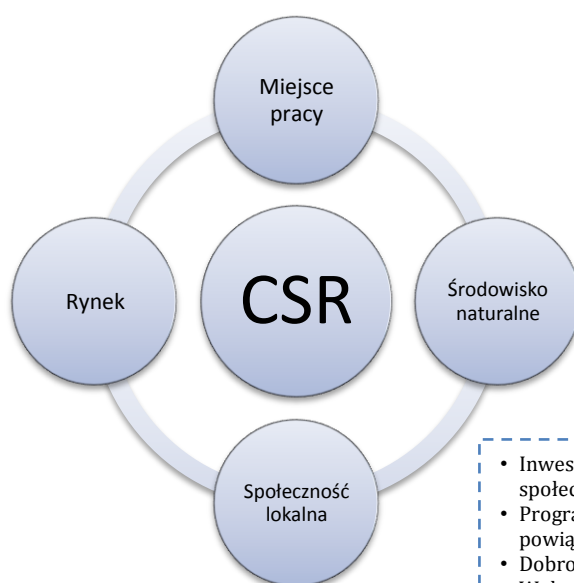 Miejsce
pracy
Rynek
CSR
Środowisko
naturalne
Społeczność
lokalna
• 
• 
•